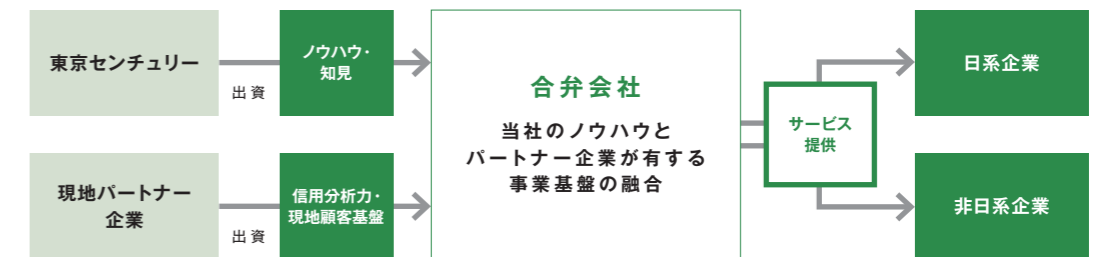 東京センチュリー
出資
ノウハウ・
知見
現地パートナー
企業
出資
信用分析力・
現地顧客基盤
合弁会社
当社のノウハウと
パートナー企業が有する
事業基盤の融合
サービス
提供
日系企業
非日系企業